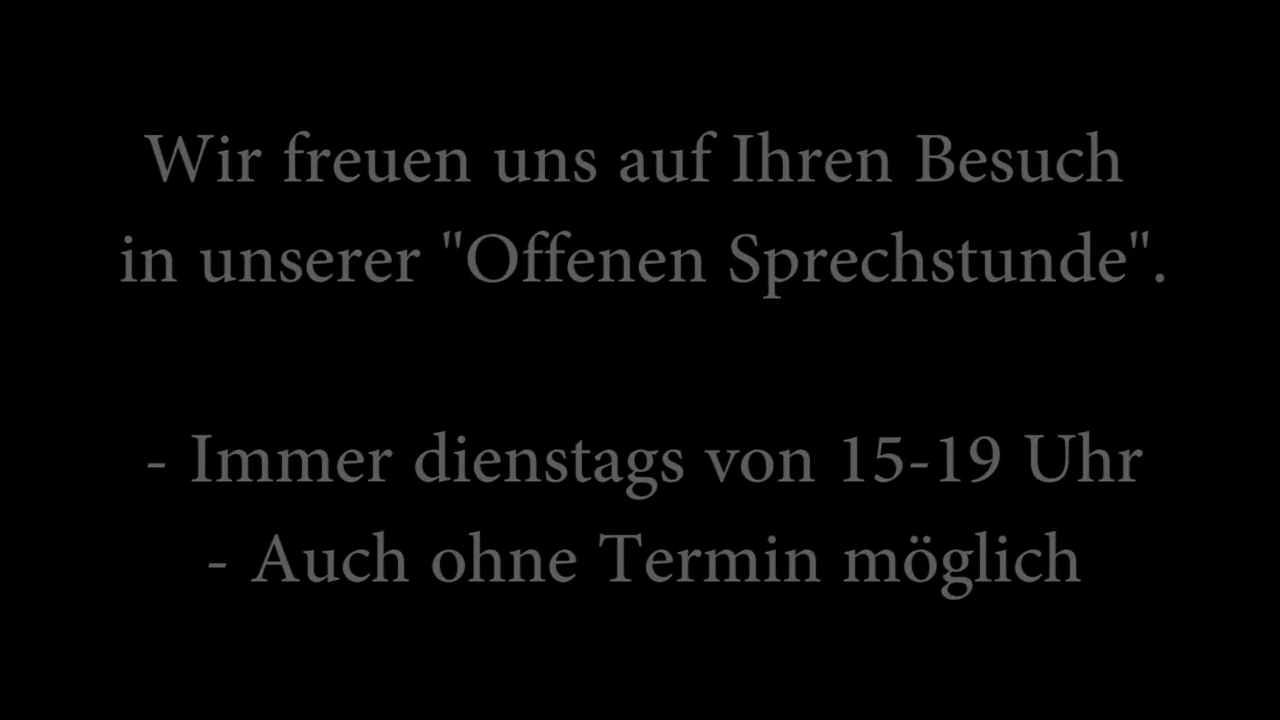 Wir freuen uns auf Ihren Besuch
in unserer "Offenen Sprechstunde".
- Immer dienstags von 15-19 Uhr
- Auch ohne Termin möglich